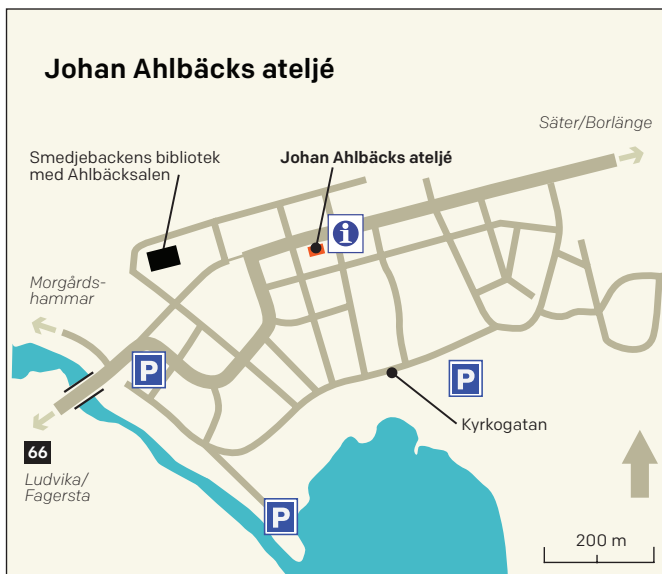 Johan Ahlbäcks ateljé
Säter/Borlänge
Smedjebackens bibliotek
med Ahlbäcksalen
Johan Ahlbäcks ateljé
i
Morgårds-
hammar
P
P
Kyrkogatan
66
Ludvika/
Fagersta
P
200 m